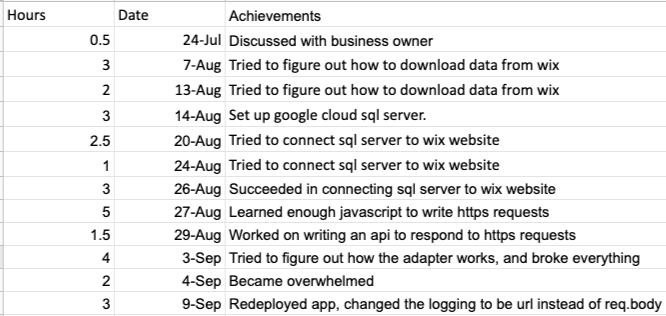 Hours Date Achievements
0.5 24-Jul Discussed with business owner
3 7-Aug Tried to figure out how to download data from wix
2 13-Aug Tried to figure out how to download data from wix
3 14-Aug Set up google cloud sql server.
2.5 20-Aug Tried to connect sql server to wix website
1 24-Aug Tried to connect sql server to wix website
3 26-Aug Succeeded in connecting sql server to wix website
5 27-Aug Learned enough javascript to write https requests
1.5 29-Aug Worked on writing an api to respond to https requests
4 3-Sep Tried to figure out how the adapter works, and broke everything
2 4-Sep Became overwhelmed
3 9-Sep Redeployed app, changed the logging to be url instead of req.body